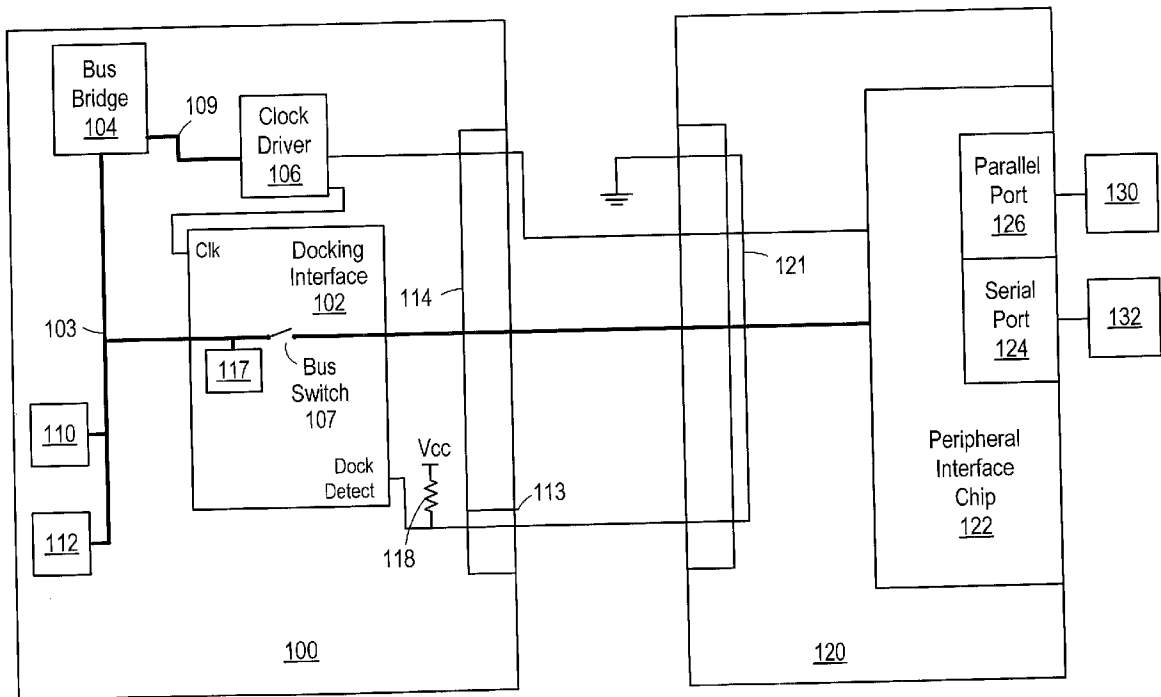 Bus
Bridge
104
109
Clock
Driver
106
Clk
Docking
Interface
102
103
117
Bus
Switch
107
110
112
Dock
Detect
Vcc
118
114
113
100
121
Parallel
Port
126
130
Serial
Port
124
132
Peripheral
Interface
Chip
122
120